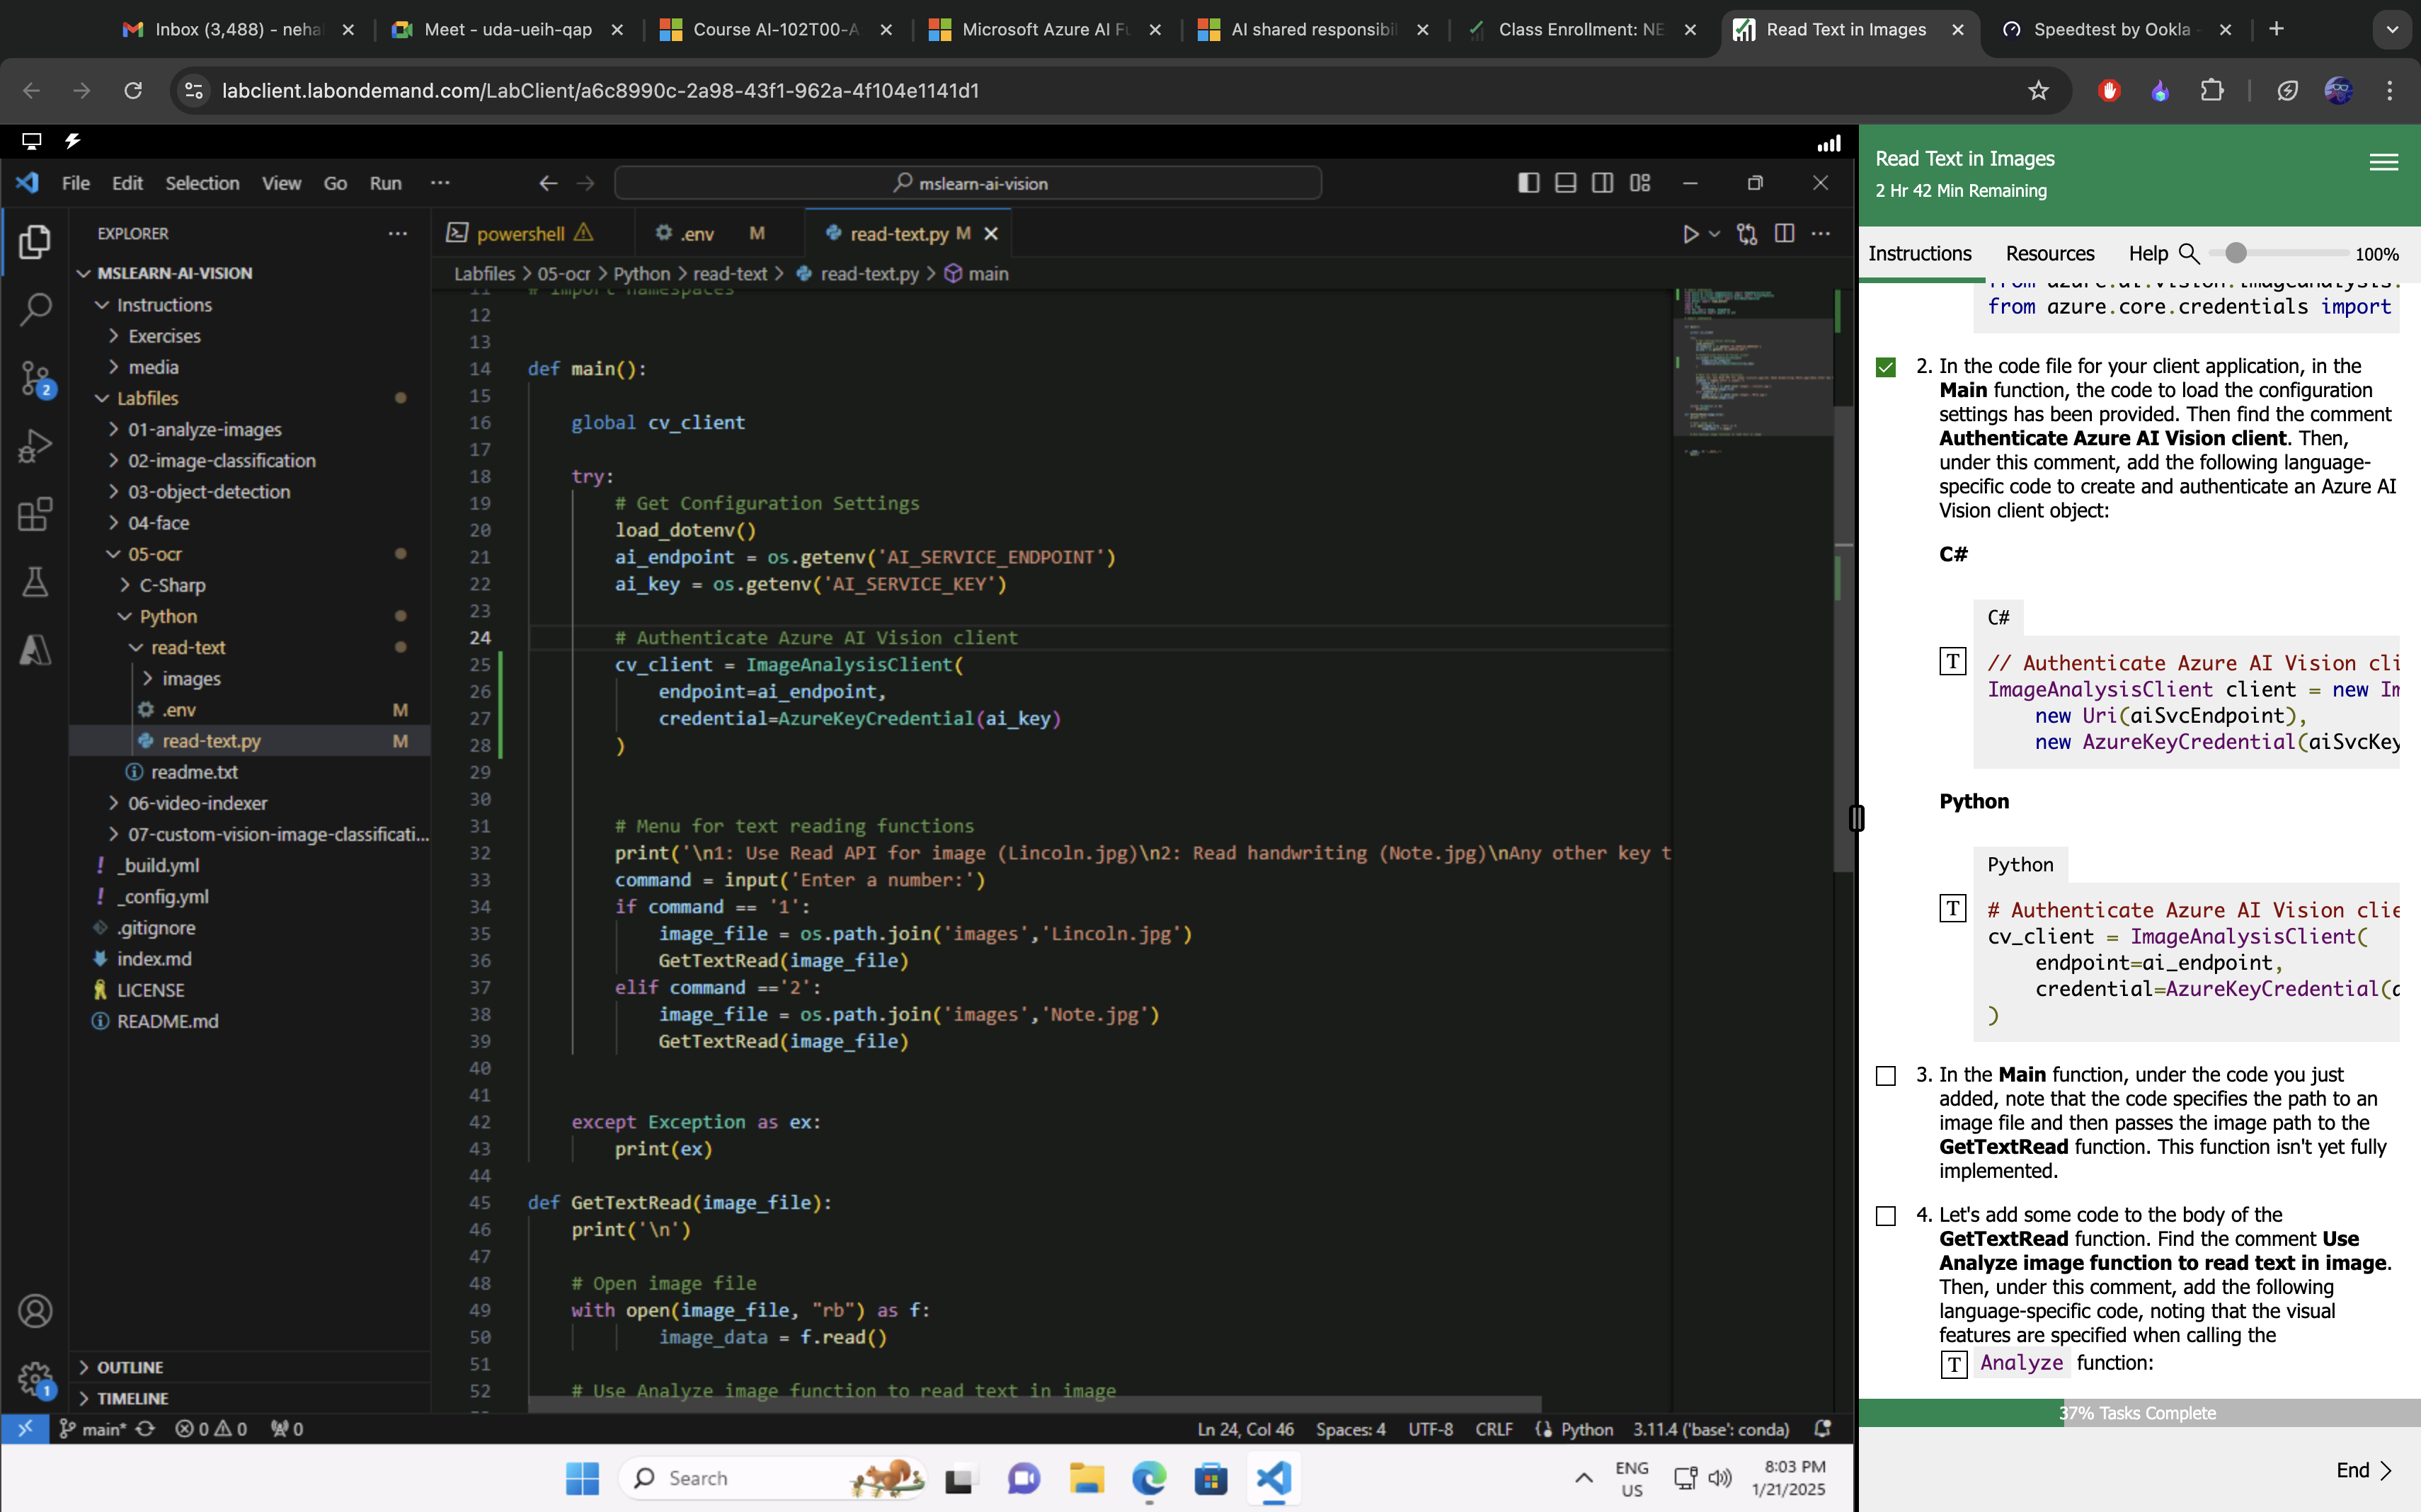 Inbox (3,488) - neha
Meet - uda-ueih-qap
Course AI-102T00-A
Microsoft Azure AI Fu
AI shared responsibil
Class Enrollment: NE
Read Text in Images
Speedtest by Ookla -
labclient.labondemand.com/LabClient/a6c8990c-2a98-43f1-962a-4f104e1141d1
File Edit Selection View Go Run ···
mslearn-ai-vision
EXPLORER
MSLEARN-AI-VISION
Instructions
Exercises
media
Labfiles
01-analyze-images
02-image-classification
03-object-detection
04-face
05-ocr
C-Sharp
Python
read-text
images
.env M
read-text.py M
readme.txt
06-video-indexer
07-custom-vision-image-classificati...
_build.yml
_config.yml
.gitignore
index.md
LICENSE
README.md
OUTLINE
TIMELINE
powershell
.env M
read-text.py M
Labfiles > 05-ocr > Python > read-text > read-text.py > main
11 # Import namespaces
12
13
14 def main():
15
16 global cv_client
17
18 try:
19 # Get Configuration Settings
20 load_dotenv()
21 ai_endpoint = os.getenv('AI_SERVICE_ENDPOINT')
22 ai_key = os.getenv('AI_SERVICE_KEY')
23
24 # Authenticate Azure AI Vision client
25 cv_client = ImageAnalysisClient(
26 endpoint=ai_endpoint,
27 credential=AzureKeyCredential(ai_key)
28 )
29
30
31 # Menu for text reading functions
32 print('\n1: Use Read API for image (Lincoln.jpg)\n2: Read handwriting (Note.jpg)\nAny other key t
33 command = input('Enter a number:')
34 if command == '1':
35 image_file = os.path.join('images','Lincoln.jpg')
36 GetTextRead(image_file)
37 elif command =='2':
38 image_file = os.path.join('images','Note.jpg')
39 GetTextRead(image_file)
40
41
42 except Exception as ex:
43 print(ex)
44
45 def GetTextRead(image_file):
46 print('\n')
47
48 # Open image file
49 with open(image_file, "rb") as f:
50 image_data = f.read()
51
52 # Use Analyze image function to read text in image
2
1
main* 0 0 0
Ln 24, Col 46 Spaces: 4 UTF-8 CRLF Python 3.11.4 ('base': conda)
Search
ENG
US
8:03 PM
1/21/2025
Read Text in Images
2 Hr 42 Min Remaining
Instructions Resources Help 100%
from azure.ai.vision.imageanalysis.
from azure.core.credentials import
2. In the code file for your client application, in the
Main function, the code to load the configuration
settings has been provided. Then find the comment
Authenticate Azure AI Vision client. Then,
under this comment, add the following language-
specific code to create and authenticate an Azure AI
Vision client object:
C#
C#
T
// Authenticate Azure AI Vision cli
ImageAnalysisClient client = new Im
new Uri(aiSvcEndpoint),
new AzureKeyCredential(aiSvcKey
Python
Python
T
# Authenticate Azure AI Vision clie
cv_client = ImageAnalysisClient(
endpoint=ai_endpoint,
credential=AzureKeyCredential(a
)
3. In the Main function, under the code you just
added, note that the code specifies the path to an
image file and then passes the image path to the
GetTextRead function. This function isn't yet fully
implemented.
4. Let's add some code to the body of the
GetTextRead function. Find the comment Use
Analyze image function to read text in image.
Then, under this comment, add the following
language-specific code, noting that the visual
features are specified when calling the
T Analyze function:
37% Tasks Complete
End